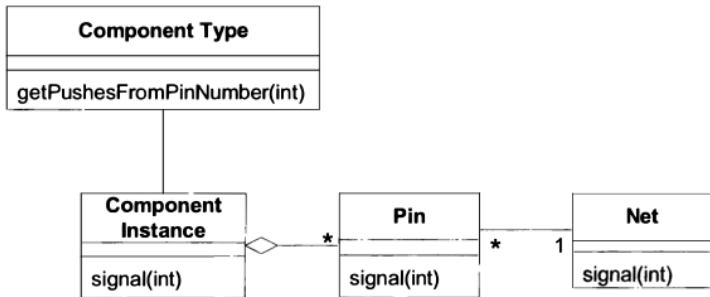 Component Type
getPushesFromPinNumber(int)
Component
Instance
signal(int)
*
Pin
signal(int)
*
1
Net
signal(int)